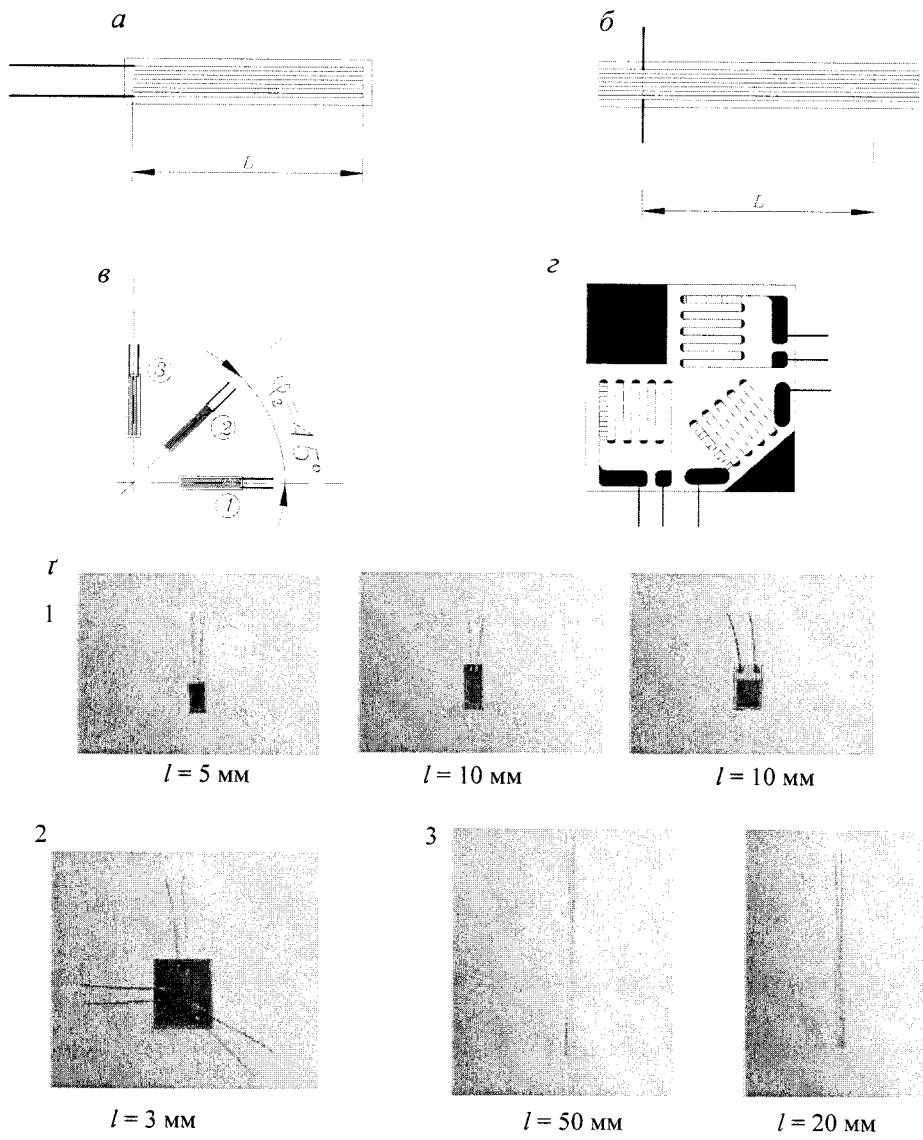 а
б
L
L
в
г
③
②
①
φ₂=45°
ґ
1
l = 5 мм
l = 10 мм
l = 10 мм
2
3
l = 3 мм
l = 50 мм
l = 20 мм